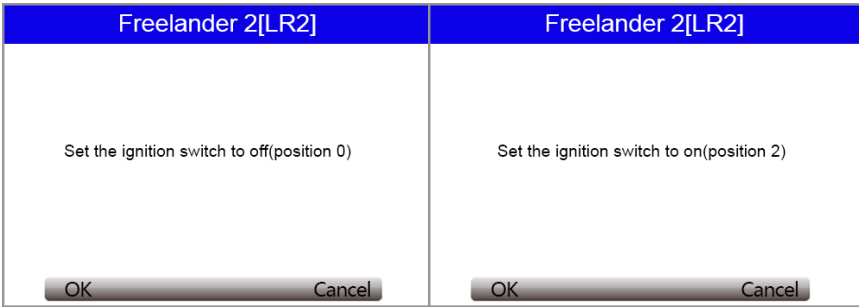 Freelander 2[LR2]
Set the ignition switch to off(position 0)
OK Cancel
Freelander 2[LR2]
Set the ignition switch to on(position 2)
OK Cancel